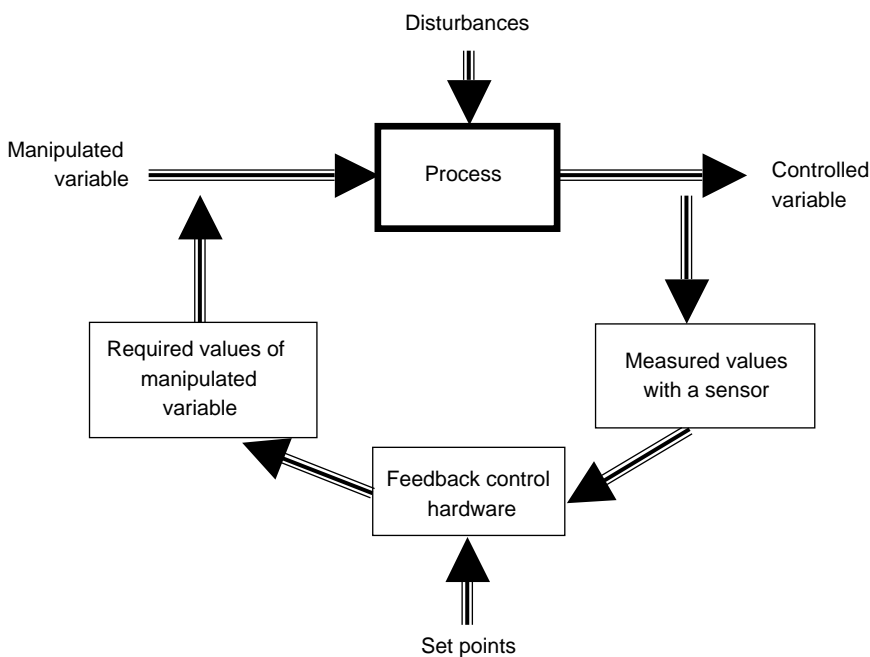 Disturbances
Manipulated
variable
Process
Controlled
variable
Required values of
manipulated
variable
Measured values
with a sensor
Feedback control
hardware
Set points